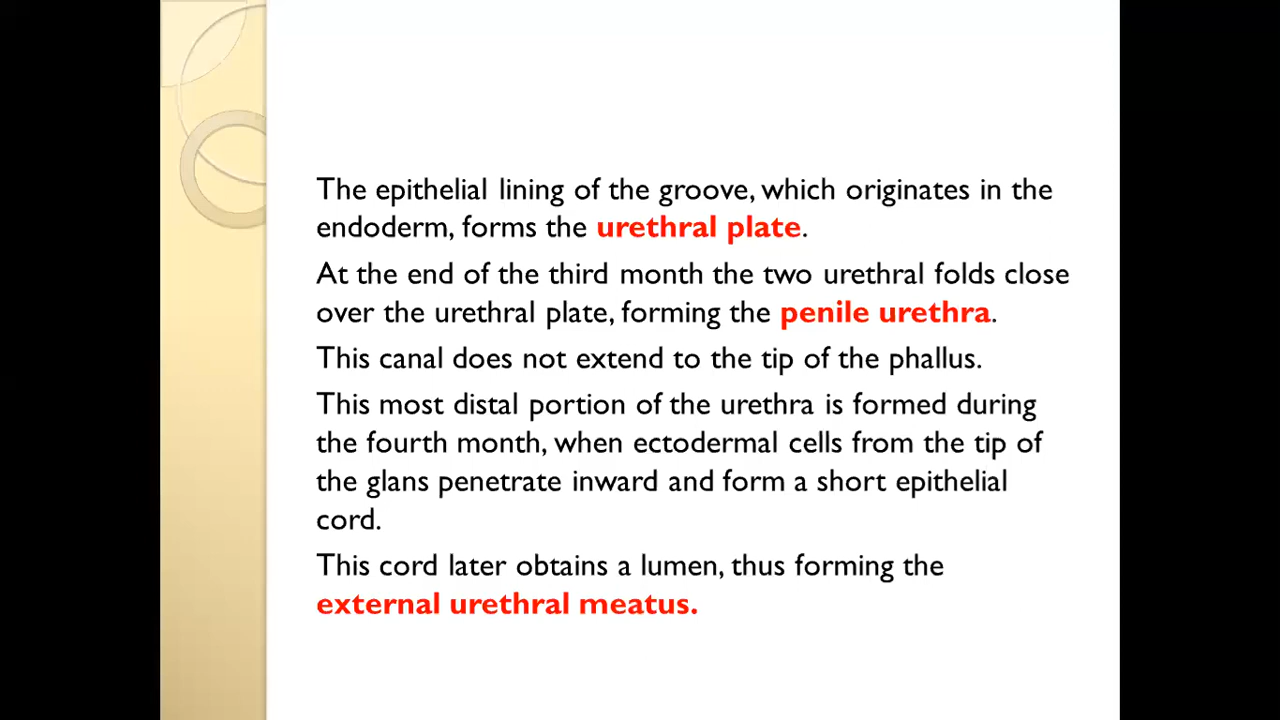 The epithelial lining of the groove, which originates in the
endoderm, forms the urethral plate.
At the end of the third month the two urethral folds close
over the urethral plate, forming the penile urethra.
This canal does not extend to the tip of the phallus.
This most distal portion of the urethra is formed during
the fourth month, when ectodermal cells from the tip of
the glans penetrate inward and form a short epithelial
cord.
This cord later obtains a lumen, thus forming the
external urethral meatus.